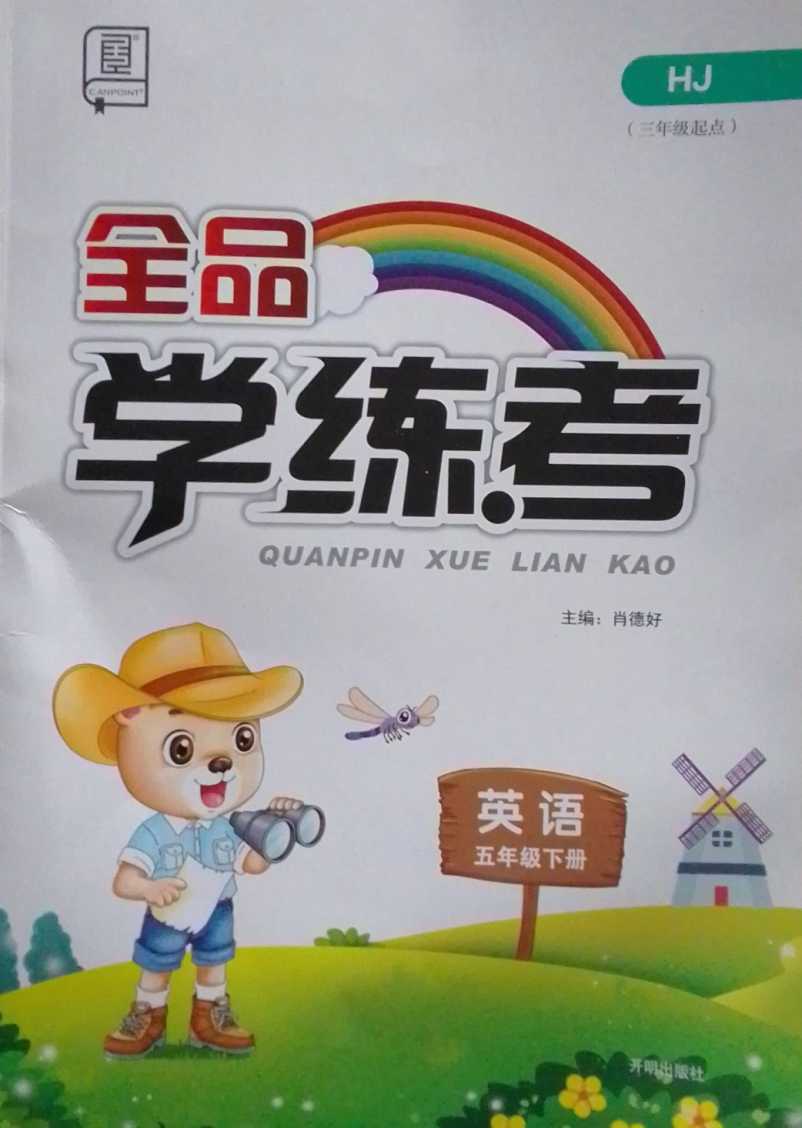 CANPOINT®
HJ
（三年级起点）
全品
学练考
QUANPIN XUE LIAN KAO
主编：肖德好
英语
五年级下册
开明出版社